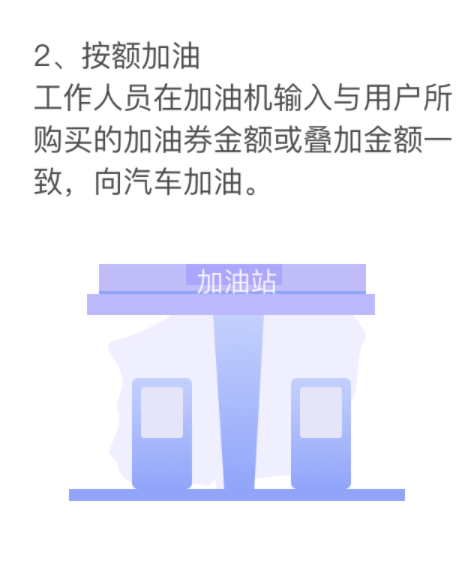 2、按额加油
工作人员在加油机输入与用户所
购买的加油券金额或叠加金额一
致，向汽车加油。
加油站